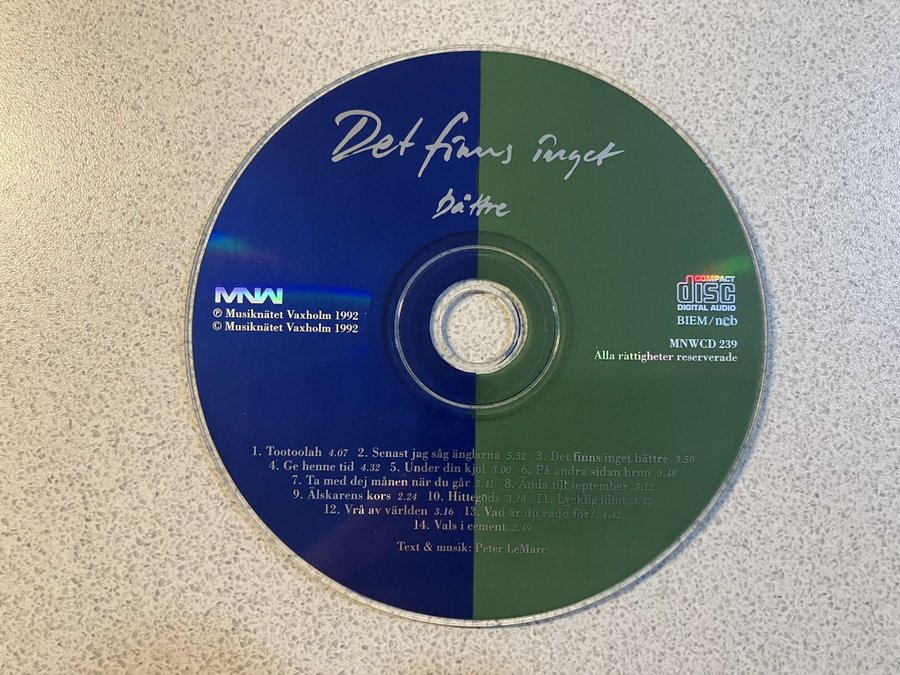 Det finns inget
bättre
MNW
℗ Musiknätet Vaxholm 1992
© Musiknätet Vaxholm 1992
COMPACT
disc
DIGITAL AUDIO
BIEM/ncb
MNWCD 239
Alla rättigheter reserverade
1. Tootoolah 4.07 2. Senast jag såg änglarna 5.52 3. Det finns inget bättre 3.50
4. Ge henne tid 4.32 5. Under din kjol 3.00 6. På andra sidan bron 3.48
7. Ta med dej månen när du går 2.41 8. Ända till september 5.12
9. Älskarens kors 2.24 10. Hittegods 3.18 11. Lycklig idiot 3.42
12. Vrå av världen 3.16 13. Vad är du rädd för? 4.42
14. Vals i cement 2.49
Text & musik: Peter LeMarc